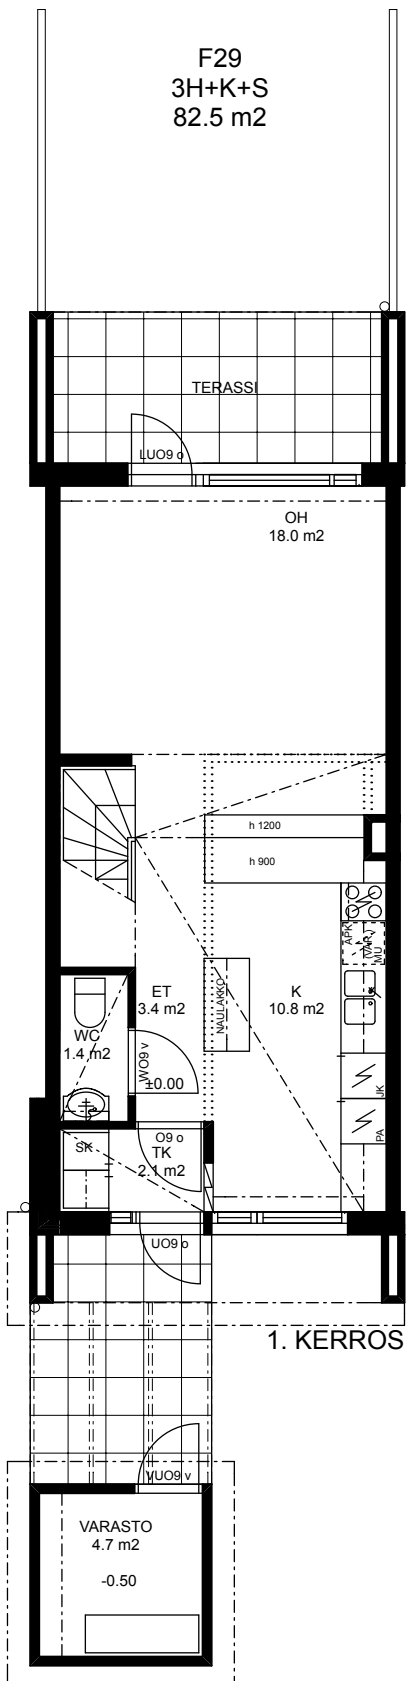 F29
3H+K+S
82.5 m2
TERASSI
LUO9 o
OH
18.0 m2
h 1200
h 900
APK
VAR.
MU
ET
3.4 m2
NAULAKKO
K
10.8 m2
WC
1.4 m2
WO9 v
±0.00
JK
PA
O9 o
SK
TK
2.1 m2
UO9 o
1. KERROS
VUO9 v
VARASTO
4.7 m2
-0.50